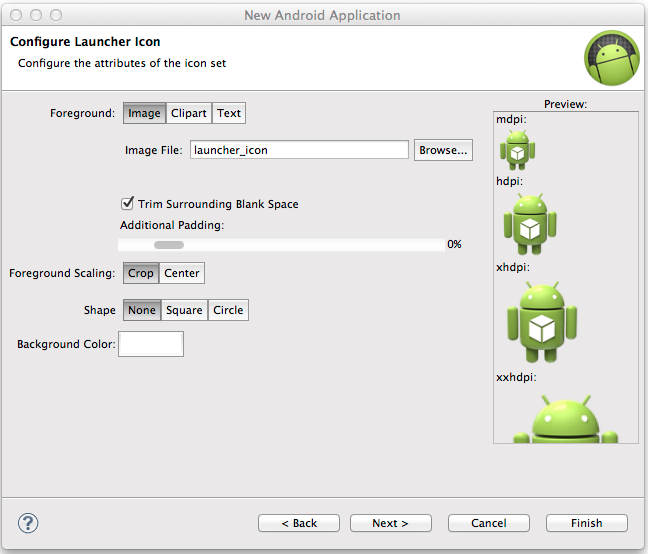 New Android Application
Configure Launcher Icon
Configure the attributes of the icon set
Foreground: Image Clipart Text
Image File: launcher_icon Browse...
Trim Surrounding Blank Space
Additional Padding:
0%
Foreground Scaling: Crop Center
Shape None Square Circle
Background Color:
Preview:
mdpi:
hdpi:
xhdpi:
xxhdpi:
? < Back Next > Cancel Finish